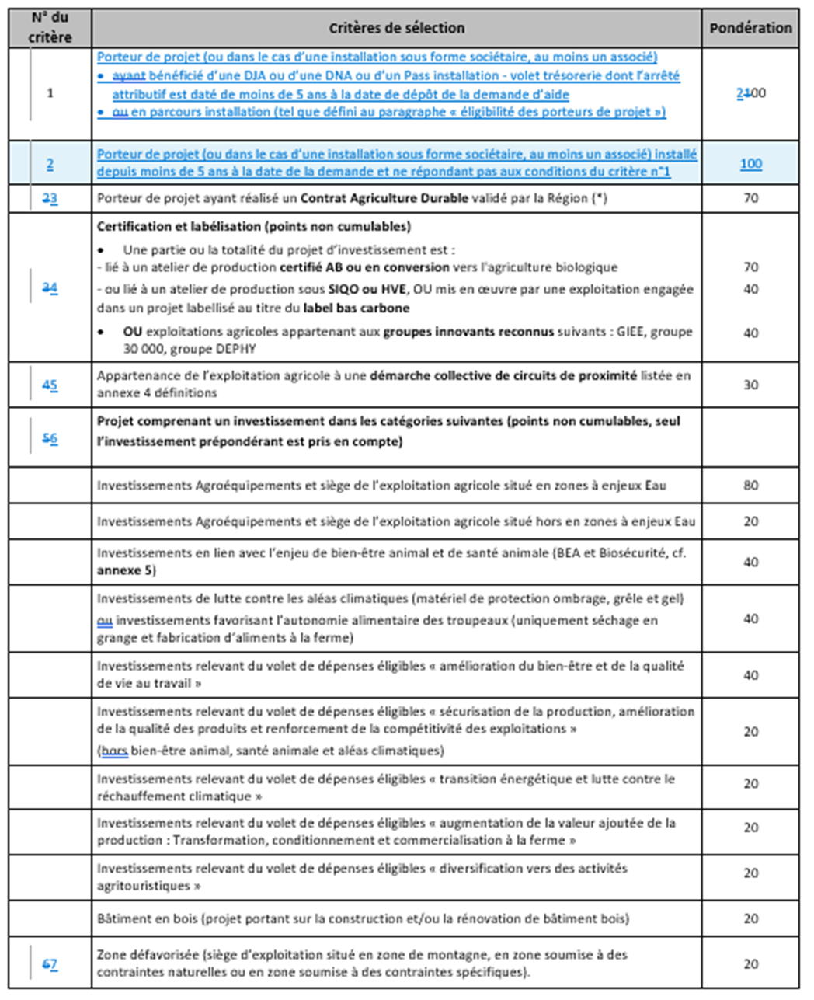 N° du
critère
Critères de sélection
Pondération
Porteur de projet (ou dans le cas d'une installation sous forme sociétaire, au moins un associé)
• ayant bénéficié d'une DJA ou d'une DNA ou d'un Pass installation - volet trésorerie dont l'arrêté
attributif est daté de moins de 5 ans à la date de dépôt de la demande d'aide
• ou en parcours installation (tel que défini au paragraphe « éligibilité des porteurs de projet »)
1
2100
Porteur de projet (ou dans le cas d'une installation sous forme sociétaire, au moins un associé) installé
depuis moins de 5 ans à la date de la demande et ne répondant pas aux conditions du critère n°1
2
100
23
Porteur de projet ayant réalisé un Contrat Agriculture Durable validé par la Région (*)
70
34
Certification et labélisation (points non cumulables)
• Une partie ou la totalité du projet d'investissement est :
- lié à un atelier de production certifié AB ou en conversion vers l'agriculture biologique
70
- ou lié à un atelier de production sous SIQO ou HVE, OU mis en œuvre par une exploitation engagée
40
dans un projet labellisé au titre du label bas carbone
• OU exploitations agricoles appartenant aux groupes innovants reconnus suivants : GIEE, groupe
40
30 000, groupe DEPHY
45
Appartenance de l'exploitation agricole à une démarche collective de circuits de proximité listée en
annexe 4 définitions
30
56
Projet comprenant un investissement dans les catégories suivantes (points non cumulables, seul
l'investissement prépondérant est pris en compte)
Investissements Agroéquipements et siège de l'exploitation agricole situé en zones à enjeux Eau
80
Investissements Agroéquipements et siège de l'exploitation agricole situé hors en zones à enjeux Eau
20
Investissements en lien avec l'enjeu de bien-être animal et de santé animale (BEA et Biosécurité, cf.
annexe 5)
40
Investissements de lutte contre les aléas climatiques (matériel de protection ombrage, grêle et gel)
ou investissements favorisant l'autonomie alimentaire des troupeaux (uniquement séchage en
grange et fabrication d'aliments à la ferme)
40
Investissements relevant du volet de dépenses éligibles « amélioration du bien-être et de la qualité
de vie au travail »
40
Investissements relevant du volet de dépenses éligibles « sécurisation de la production, amélioration
de la qualité des produits et renforcement de la compétitivité des exploitations »
(hors bien-être animal, santé animale et aléas climatiques)
20
Investissements relevant du volet de dépenses éligibles « transition énergétique et lutte contre le
réchauffement climatique »
20
Investissements relevant du volet de dépenses éligibles « augmentation de la valeur ajoutée de la
production : Transformation, conditionnement et commercialisation à la ferme »
20
Investissements relevant du volet de dépenses éligibles « diversification vers des activités
agritouristiques »
20
Bâtiment en bois (projet portant sur la construction et/ou la rénovation de bâtiment bois)
20
67
Zone défavorisée (siège d'exploitation situé en zone de montagne, en zone soumise à des
contraintes naturelles ou en zone soumise à des contraintes spécifiques).
20